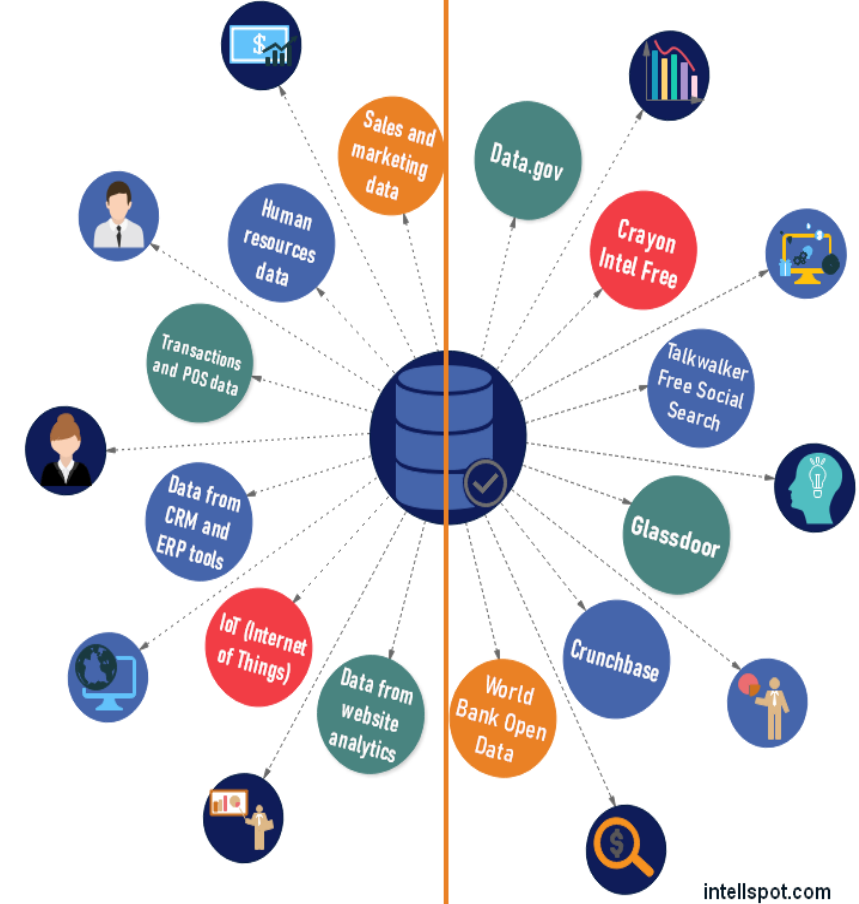 Sales and
marketing
data
Human
resources
data
Transactions
and POS data
Data from
CRM and
ERP tools
IoT (Internet
of Things)
Data from
website
analytics
Data.gov
Crayon
Intel Free
Talkwalker
Free Social
Search
Glassdoor
Crunchbase
World
Bank Open
Data
$
$
intellspot.com